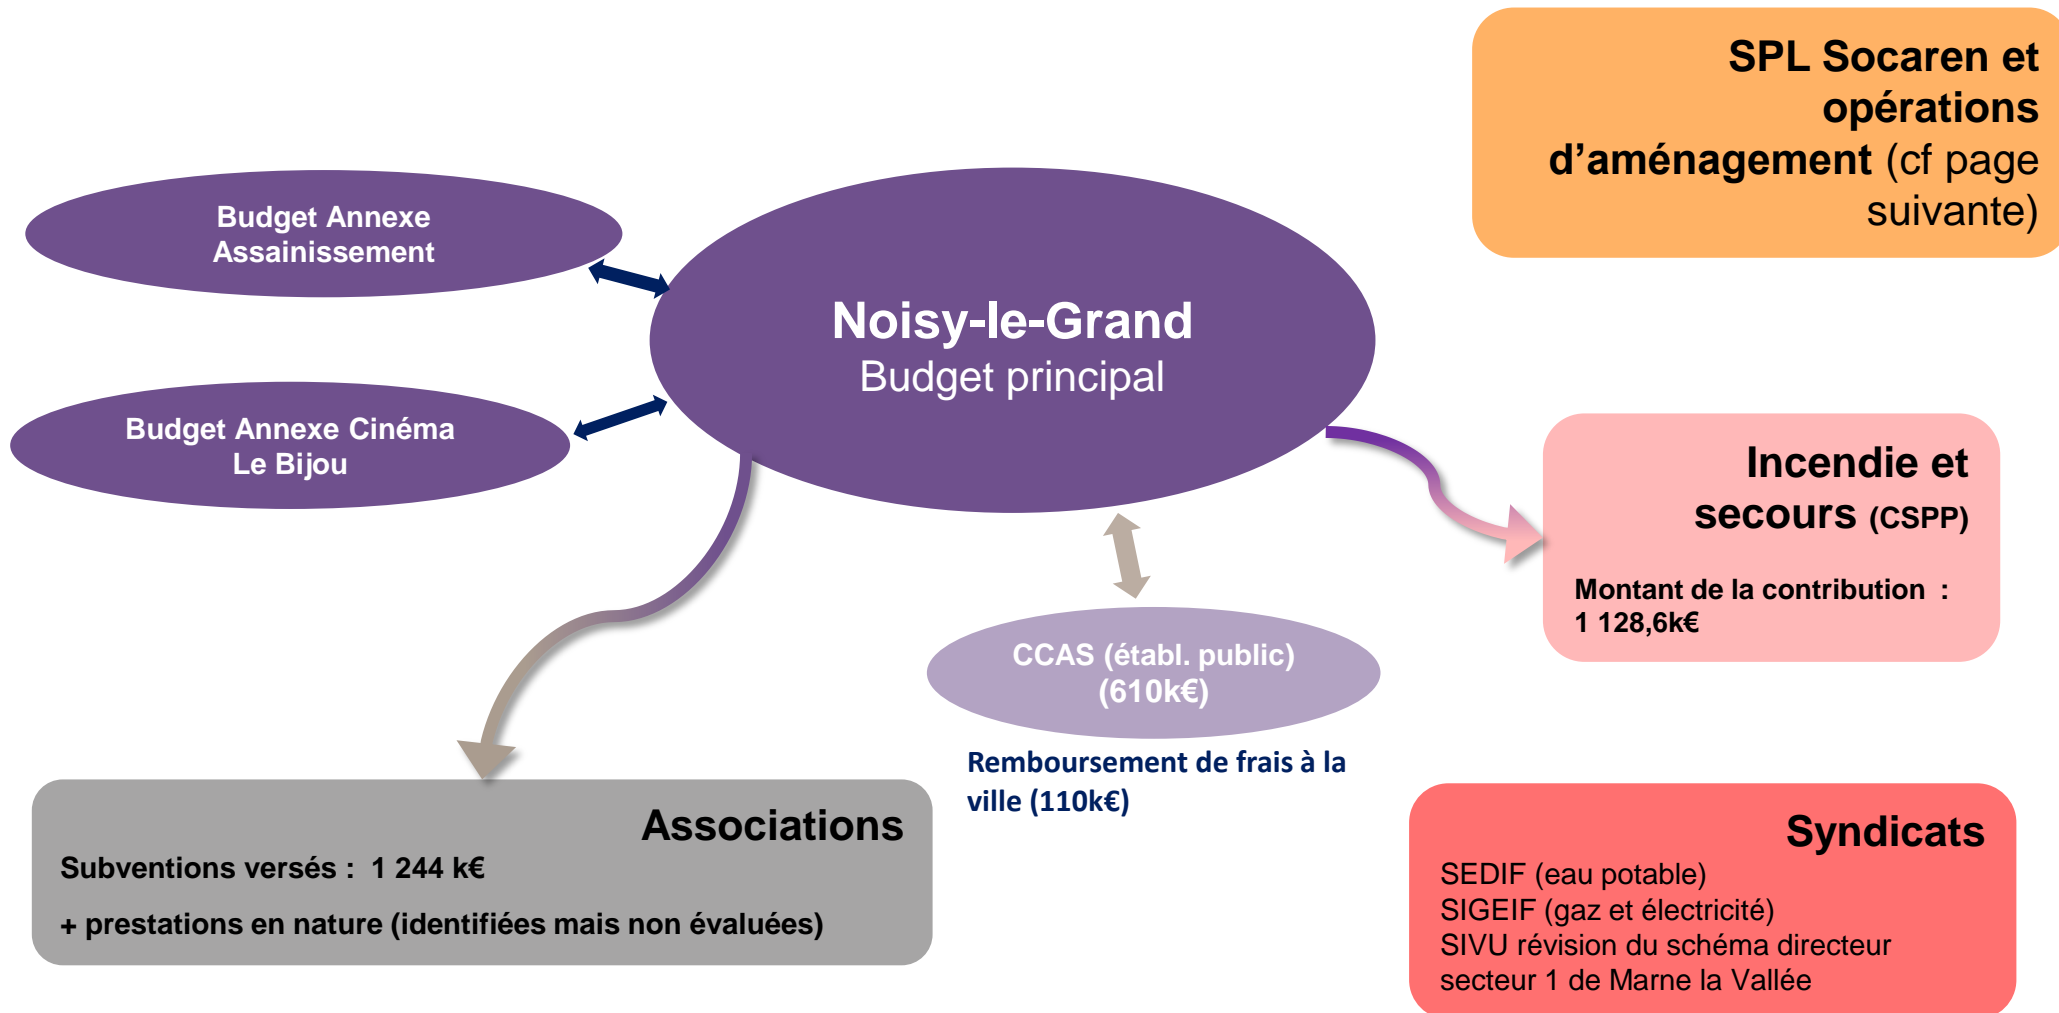 SPL Socaren et
opérations
d’aménagement (cf page
suivante)
Budget Annexe
Assainissement
Noisy-le-Grand
Budget principal
Budget Annexe Cinéma
Le Bijou
Incendie et
secours (CSPP)
Montant de la contribution :
1 128,6k€
CCAS (établ. public)
(610k€)
Remboursement de frais à la
ville (110k€)
Associations
Subventions versés : 1 244 k€
+ prestations en nature (identifiées mais non évaluées)
Syndicats
SEDIF (eau potable)
SIGEIF (gaz et électricité)
SIVU révision du schéma directeur
secteur 1 de Marne la Vallée